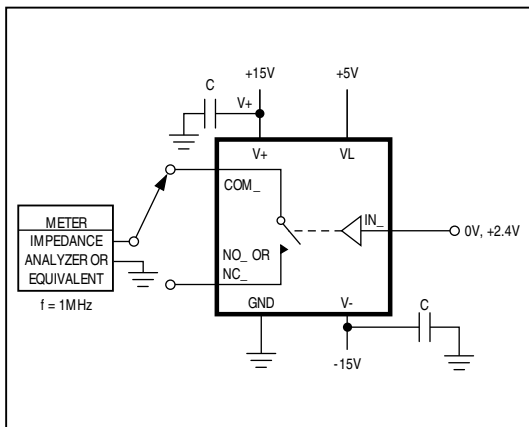 +15V
+5V
C
V+
V+
VL
COM_
IN_
0V, +2.4V
METER
IMPEDANCE
ANALYZER OR
EQUIVALENT
f = 1MHz
NO_ OR
NC_
GND
V-
C
-15V